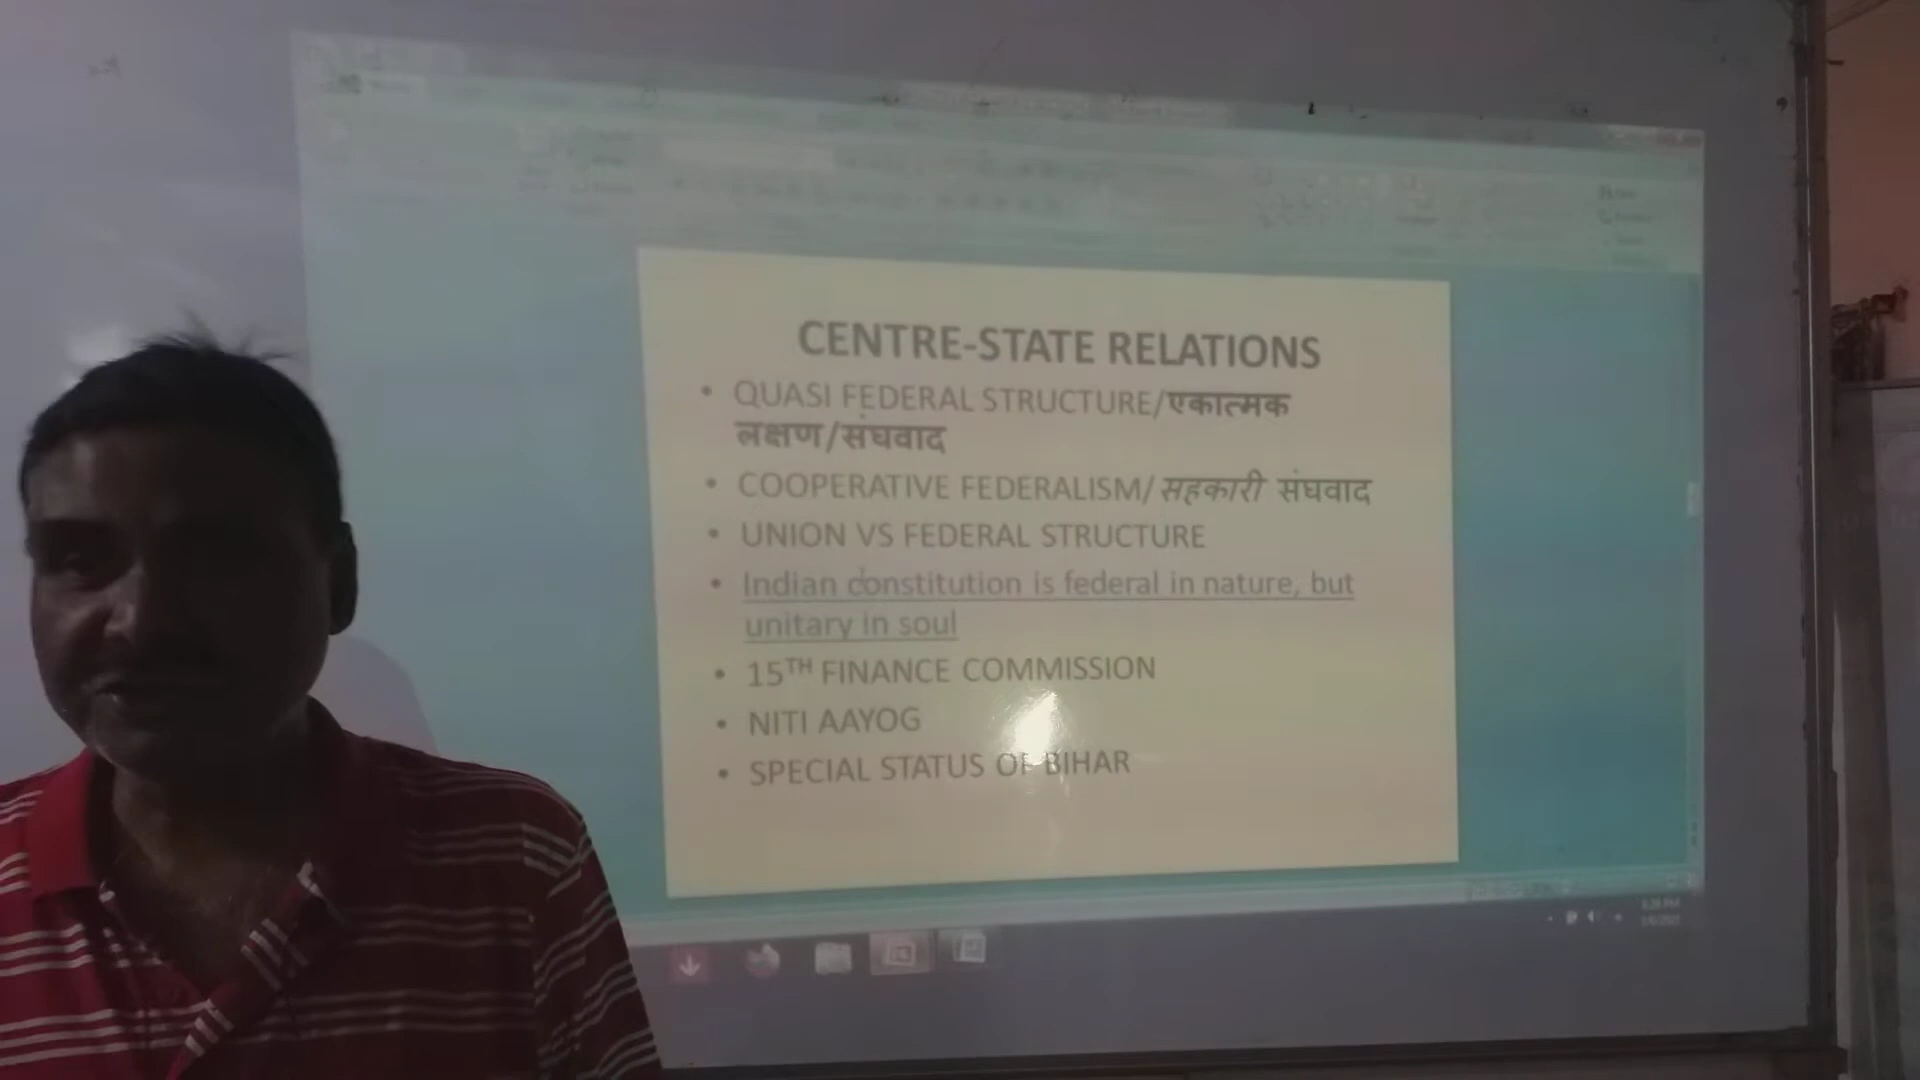 CENTRE-STATE RELATIONS
• QUASI FEDERAL STRUCTURE/एकात्मक
लक्षण/संघवाद
• COOPERATIVE FEDERALISM/सहकारी संघवाद
• UNION VS FEDERAL STRUCTURE
• Indian constitution is federal in nature, but
unitary in soul
• 15TH FINANCE COMMISSION
• NITI AAYOG
• SPECIAL STATUS OF BIHAR